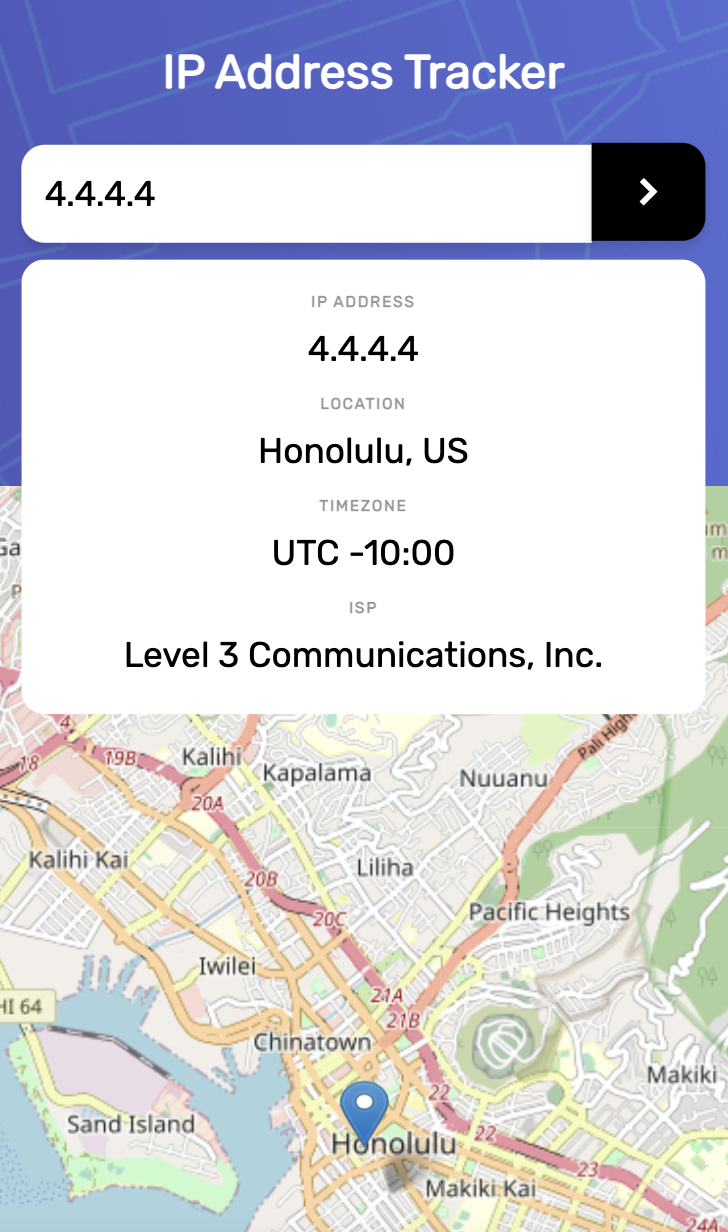 IP Address Tracker
4.4.4.4
IP ADDRESS
4.4.4.4
LOCATION
Honolulu, US
TIMEZONE
UTC -10:00
ISP
Level 3 Communications, Inc.
4
18
19B
Kalihi
Kapalama
Nuuanu
20A
Kalihi Kai
Liliha
20B
20C
Pacific Heights
Iwilei
21A
HI 64
21B
Chinatown
Makiki
22
Sand Island
22
Honolulu
23
Makiki Kai
24A